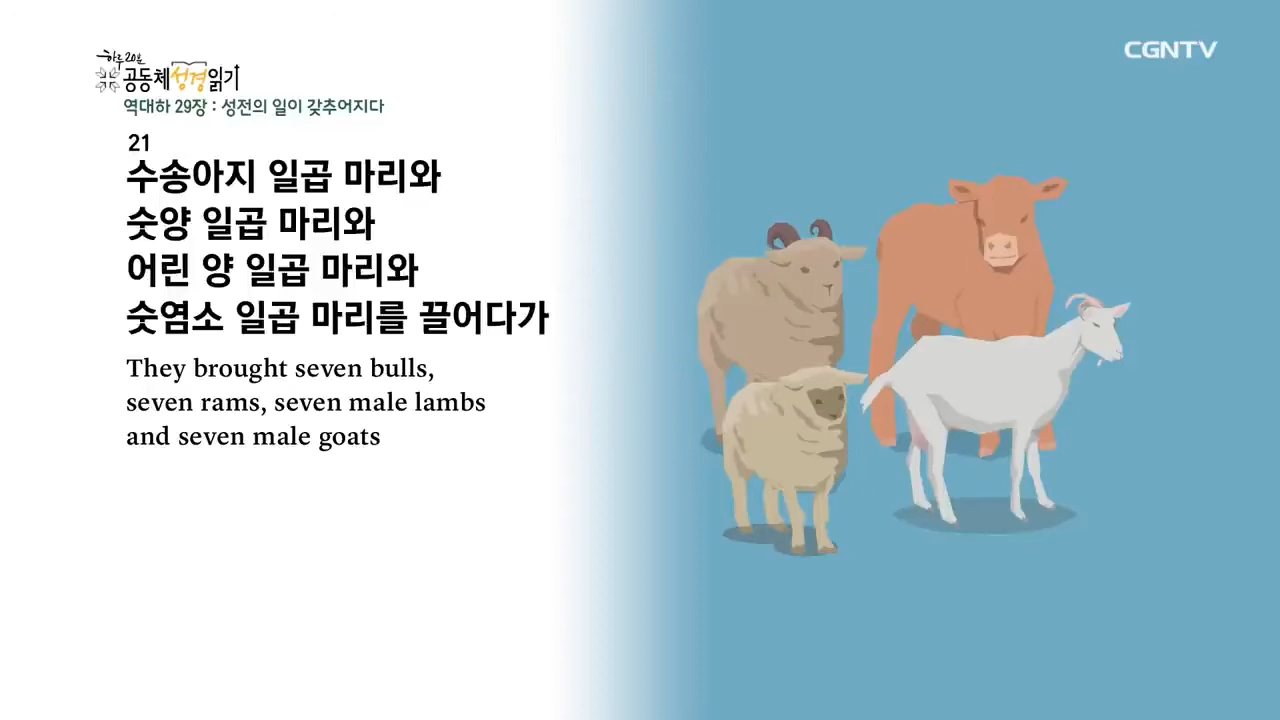 하루 20분
공동체성경읽기
CGNTV
역대하 29장 : 성전의 일이 갖추어지다
21
수송아지 일곱 마리와
숫양 일곱 마리와
어린 양 일곱 마리와
숫염소 일곱 마리를 끌어다가
They brought seven bulls,
seven rams, seven male lambs
and seven male goats